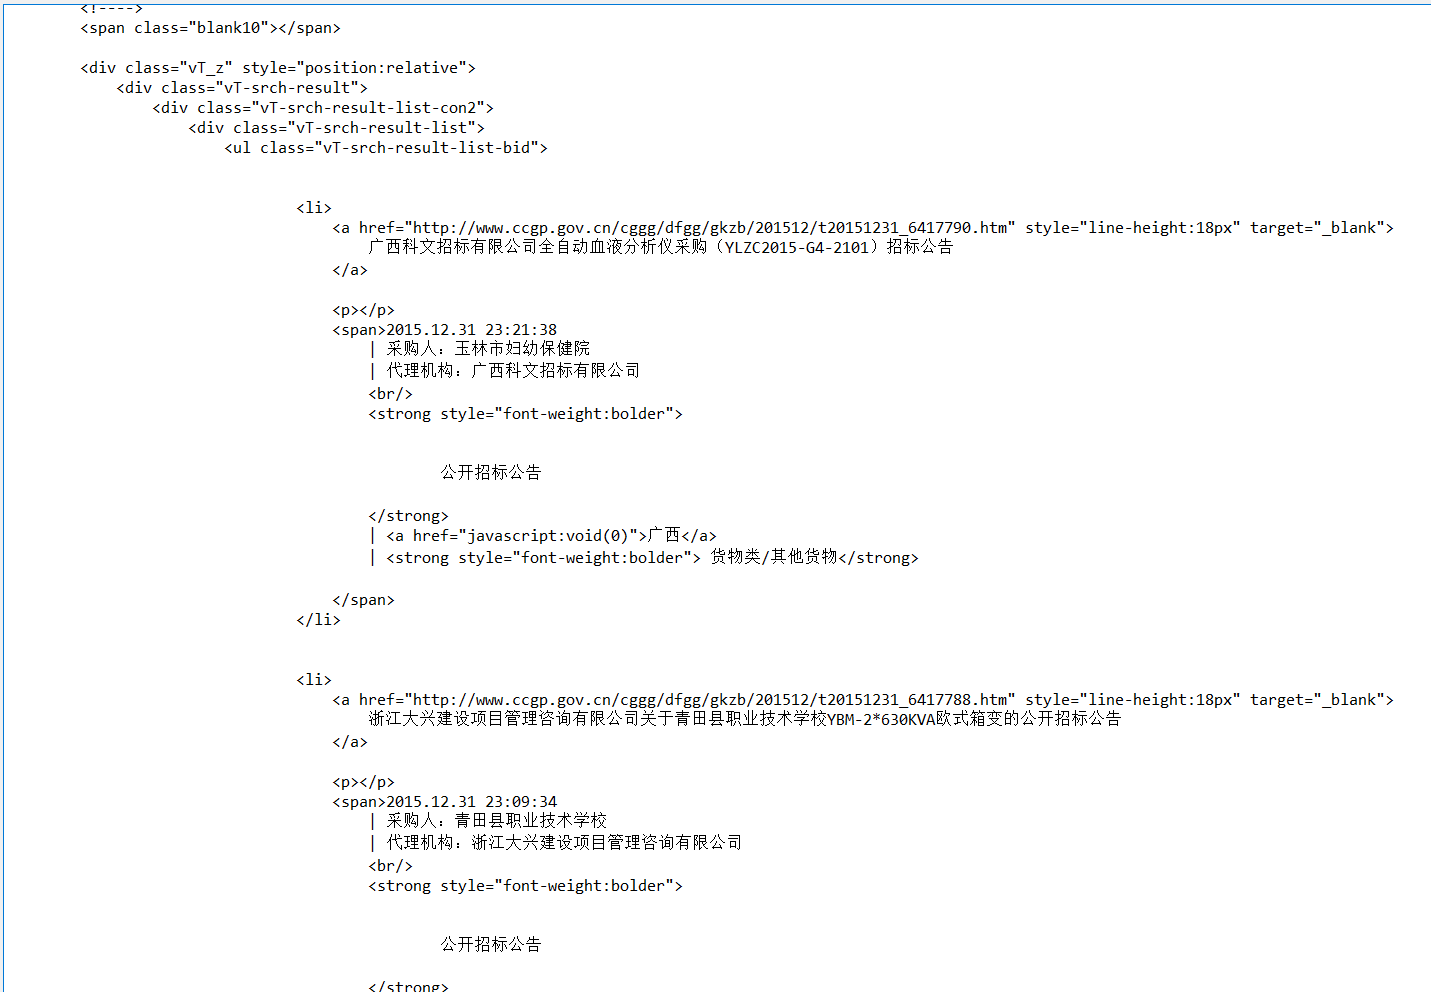 <!---->
<span class="blank10"></span>
<div class="vT_z" style="position:relative">
<div class="vT-srch-result">
<div class="vT-srch-result-list-con2">
<div class="vT-srch-result-list">
<ul class="vT-srch-result-list-bid">
<li>
<a href="http://www.ccgp.gov.cn/cggg/dfgg/gkzb/201512/t20151231_6417790.htm" style="line-height:18px" target="_blank">
广西科文招标有限公司全自动血液分析仪采购（YLZC2015-G4-2101）招标公告
</a>
<p></p>
<span>2015.12.31 23:21:38
| 采购人：玉林市妇幼保健院
| 代理机构：广西科文招标有限公司
<br/>
<strong style="font-weight:bolder">
公开招标公告
</strong>
| <a href="javascript:void(0)">广西</a>
| <strong style="font-weight:bolder"> 货物类/其他货物</strong>
</span>
</li>
<li>
<a href="http://www.ccgp.gov.cn/cggg/dfgg/gkzb/201512/t20151231_6417788.htm" style="line-height:18px" target="_blank">
浙江大兴建设项目管理咨询有限公司关于青田县职业技术学校YBM-2*630KVA欧式箱变的公开招标公告
</a>
<p></p>
<span>2015.12.31 23:09:34
| 采购人：青田县职业技术学校
| 代理机构：浙江大兴建设项目管理咨询有限公司
<br/>
<strong style="font-weight:bolder">
公开招标公告
</strong>